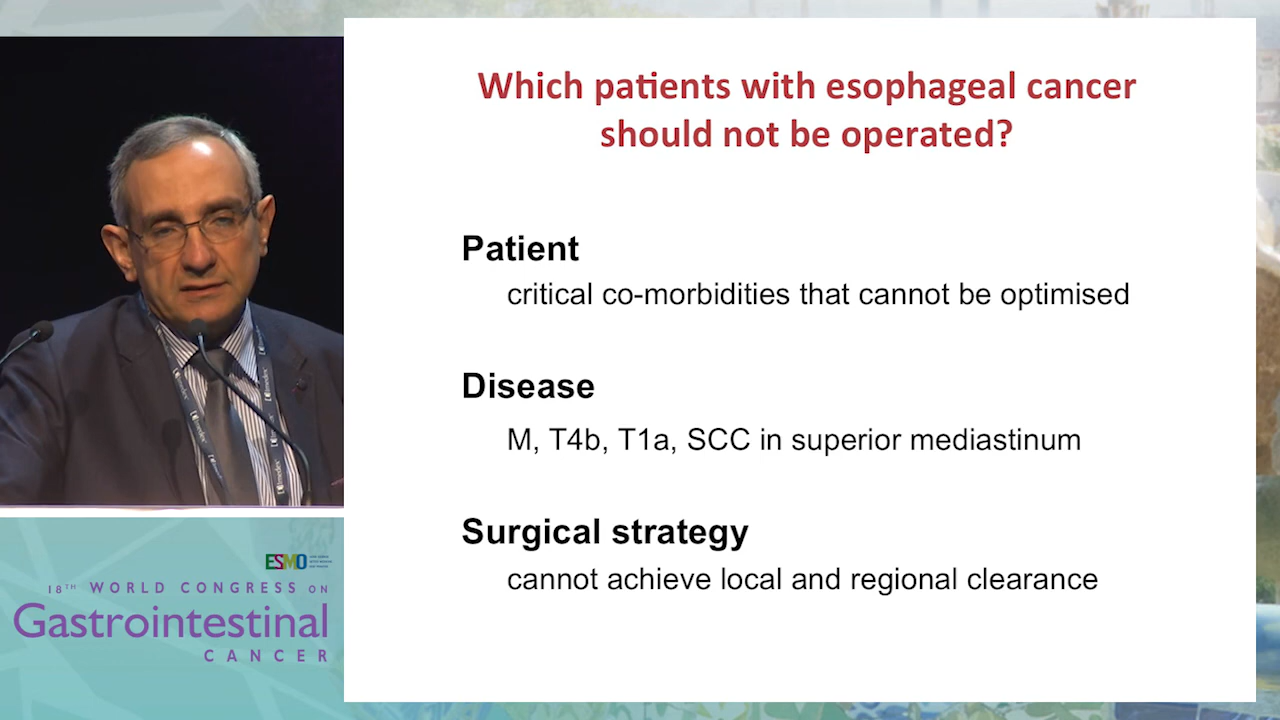 Which patients with esophageal cancer
should not be operated?
Patient
critical co-morbidities that cannot be optimised
Disease
M, T4b, T1a, SCC in superior mediastinum
Surgical strategy
cannot achieve local and regional clearance
ESMO
18TH WORLD CONGRESS ON
Gastrointestinal
CANCER